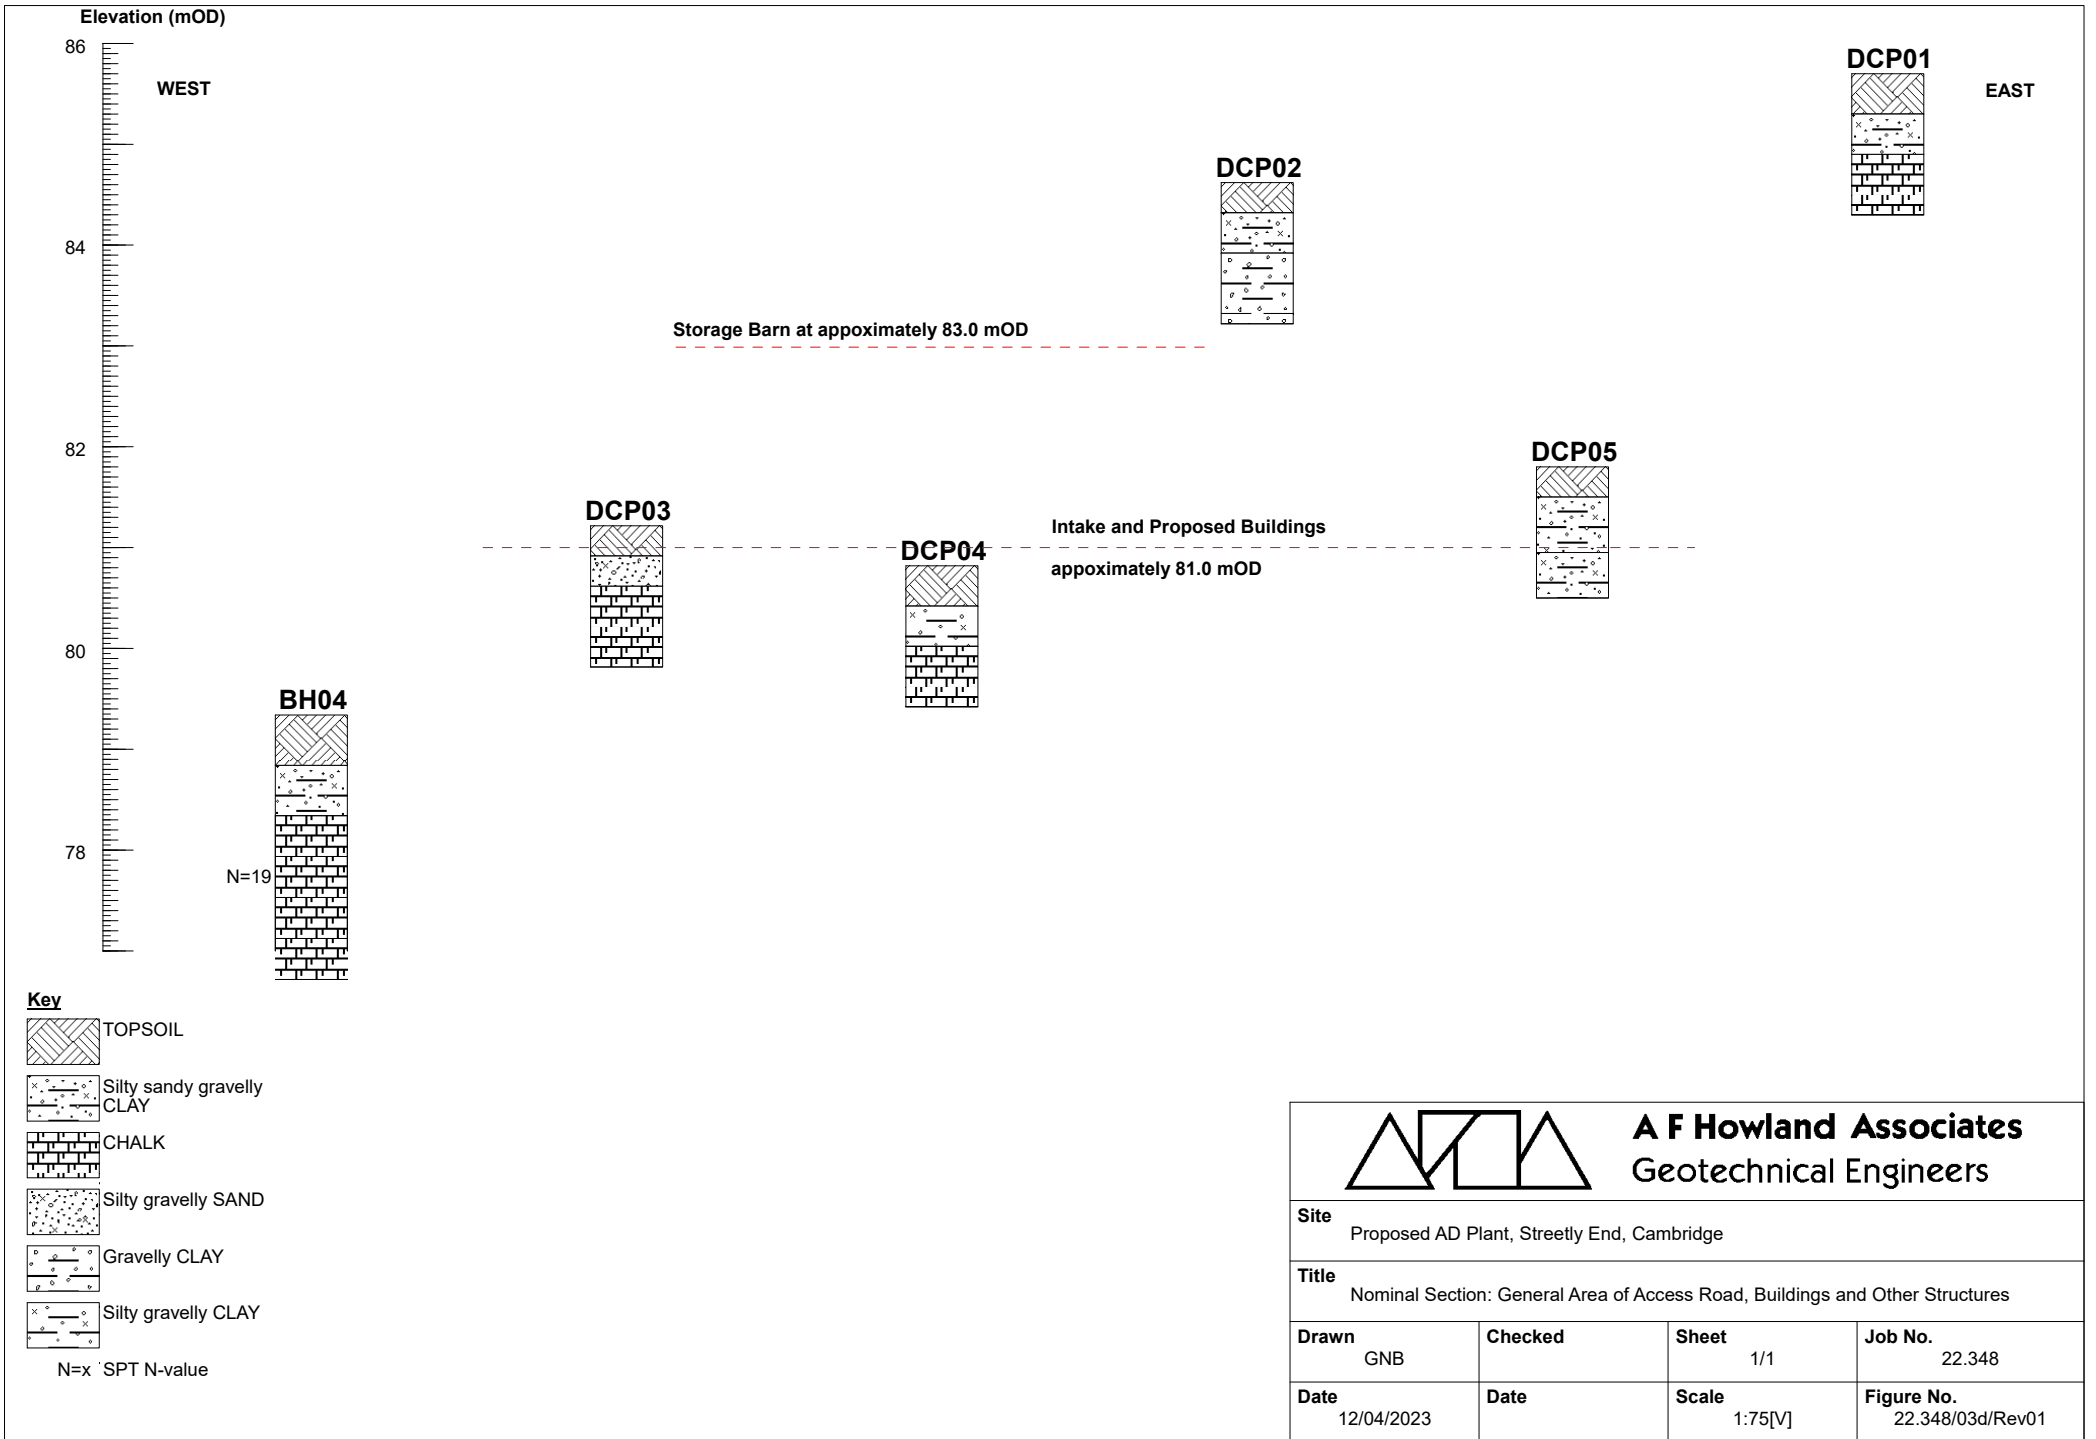 Elevation (mOD)
86
WEST
DCP01
EAST
DCP02
84
Storage Barn at appoximately 83.0 mOD
82
DCP05
DCP03
Intake and Proposed Buildings
DCP04
appoximately 81.0 mOD
80
BH04
78
N=19
Key
TOPSOIL
Silty sandy gravelly
CLAY
CHALK
Silty gravelly SAND
Gravelly CLAY
Silty gravelly CLAY
N=x SPT N-value
A F Howland Associates
Geotechnical Engineers
Site
Proposed AD Plant, Streetly End, Cambridge
Title
Nominal Section: General Area of Access Road, Buildings and Other Structures
Drawn Checked Sheet Job No.
GNB 1/1 22.348
Date Date Scale Figure No.
12/04/2023 1:75[V] 22.348/03d/Rev01